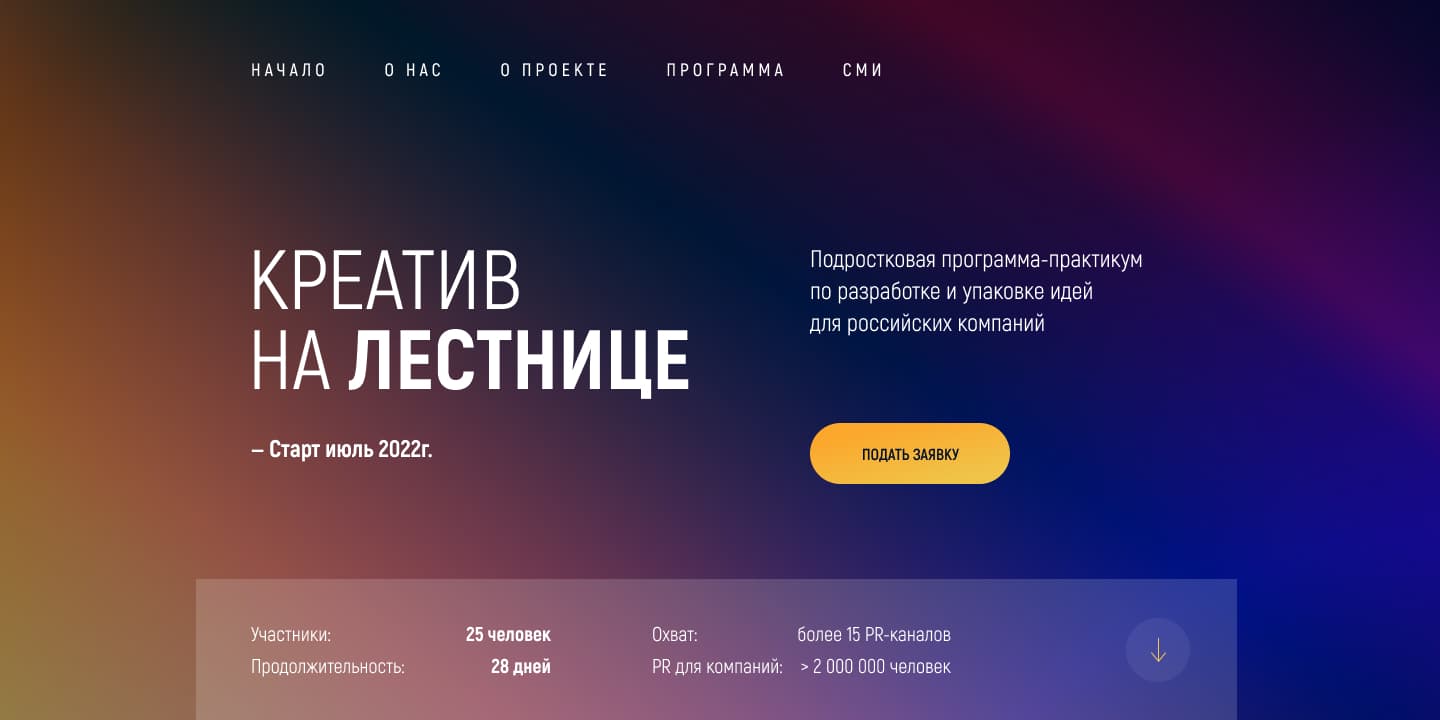 НАЧАЛО О НАС О ПРОЕКТЕ ПРОГРАММА СМИ
КРЕАТИВ
НА ЛЕСТНИЦЕ
– Старт июль 2022г.
Подростковая программа-практикум
по разработке и упаковке идей
для российских компаний
ПОДАТЬ ЗАЯВКУ
Участники: 25 человек
Продолжительность: 28 дней
Охват: более 15 PR-каналов
PR для компаний: > 2 000 000 человек